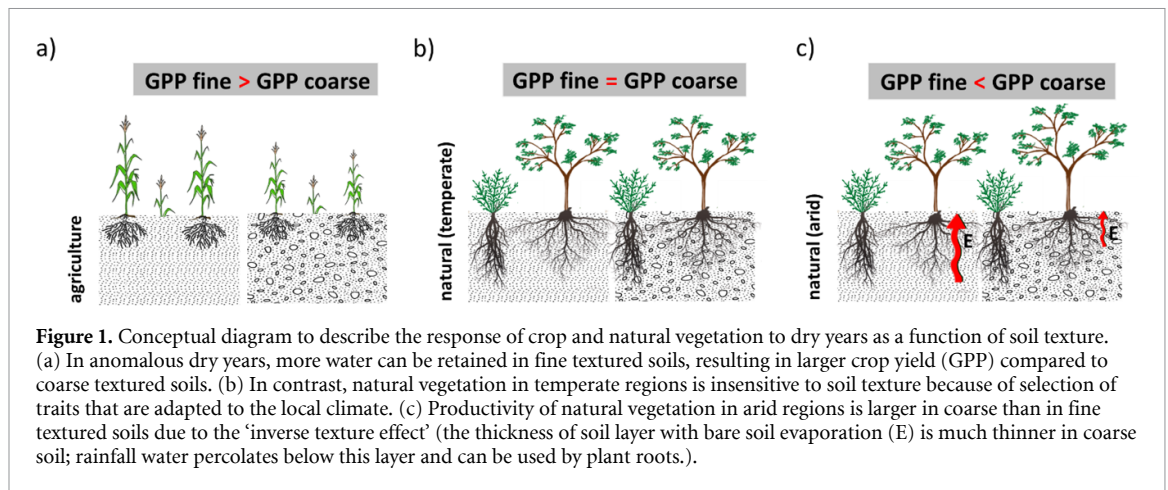 a)
GPP fine > GPP coarse
agriculture
b)
GPP fine = GPP coarse
natural (temperate)
c)
GPP fine < GPP coarse
natural (arid)
E
E
Figure 1. Conceptual diagram to describe the response of crop and natural vegetation to dry years as a function of soil texture.
(a) In anomalous dry years, more water can be retained in fine textured soils, resulting in larger crop yield (GPP) compared to
coarse textured soils. (b) In contrast, natural vegetation in temperate regions is insensitive to soil texture because of selection of
traits that are adapted to the local climate. (c) Productivity of natural vegetation in arid regions is larger in coarse than in fine
textured soils due to the ‘inverse texture effect’ (the thickness of soil layer with bare soil evaporation (E) is much thinner in coarse
soil; rainfall water percolates below this layer and can be used by plant roots.).